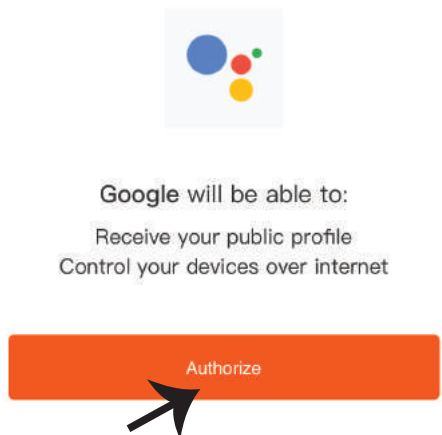 Google will be able to:
Receive your public profile
Control your devices over internet
Authorize